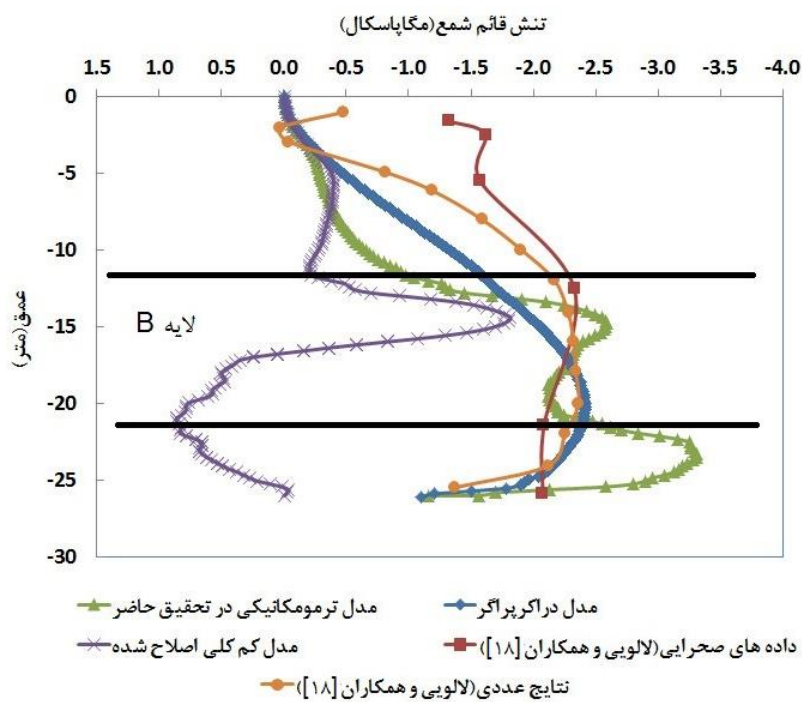 تنش قائم شمع(مگاپاسکال)
1.5 1.0 0.5 0.0 -0.5 -1.0 -1.5 -2.0 -2.5 -3.0 -3.5 -4.0
0
-5
-10
-15
-20
-25
-30
عمق(متر)
لایه B
مدل دراکرپراگر
مدل ترمومکانیکی در تحقیق حاضر
داده های صحرایی(لالویی و همکاران [۱۸])
مدل کم کلی اصلاح شده
نتایج عددی(لالویی و همکاران [۱۸])